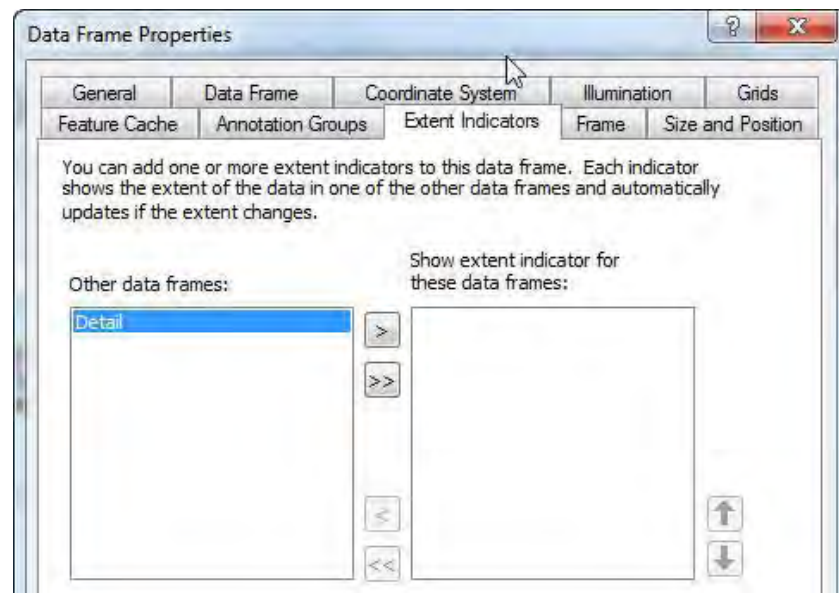 Data Frame Properties
General Data Frame Coordinate System Illumination Grids
Feature Cache Annotation Groups Extent Indicators Frame Size and Position
You can add one or more extent indicators to this data frame. Each indicator
shows the extent of the data in one of the other data frames and automatically
updates if the extent changes.
Other data frames:
Show extent indicator for
these data frames:
Detail
>
>>
<
<<